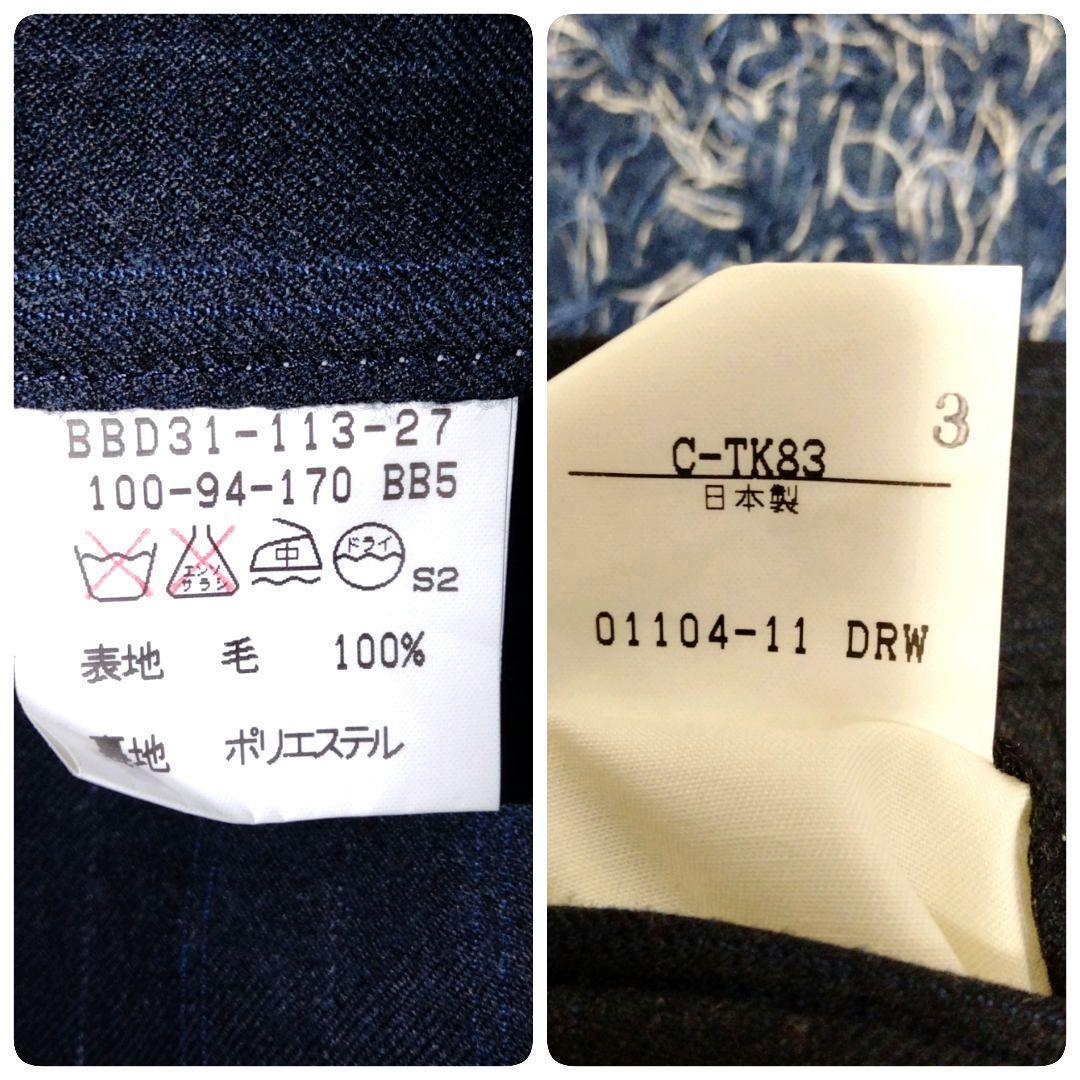 BBD31-113-27
100-94-170 BB5
エンソ
サラシ
中
ドライ
S2
表地 毛 100%
裏地 ポリエステル
3
C-TK83
日本製
01104-11 DRW